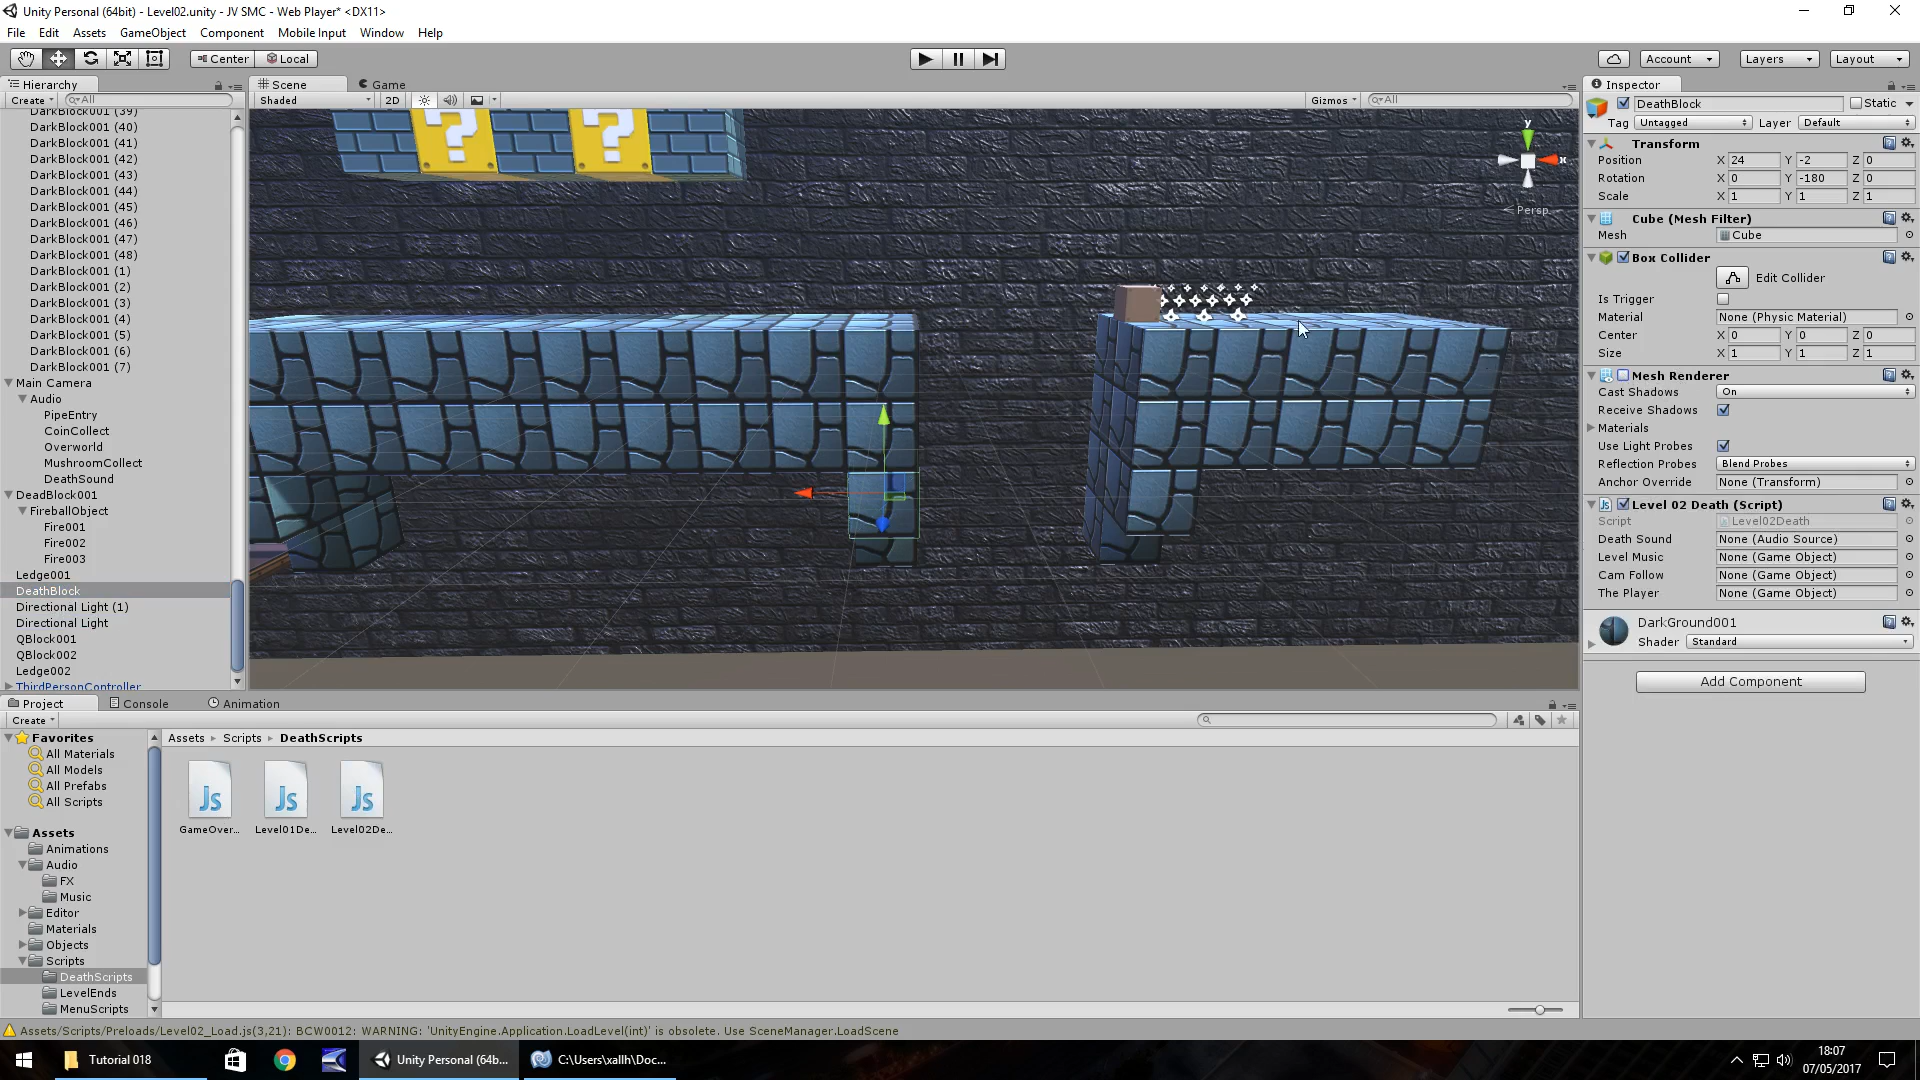 Unity Personal (64bit) - Level02.unity - JV SMC - Web Player* <DX11>
File Edit Assets GameObject Component Mobile Input Window Help
Center Local Account Layers Layout
Hierarchy
Create All
DarkBlock001 (39)
DarkBlock001 (40)
DarkBlock001 (41)
DarkBlock001 (42)
DarkBlock001 (43)
DarkBlock001 (44)
DarkBlock001 (45)
DarkBlock001 (46)
DarkBlock001 (47)
DarkBlock001 (48)
DarkBlock001 (1)
DarkBlock001 (2)
DarkBlock001 (3)
DarkBlock001 (4)
DarkBlock001 (5)
DarkBlock001 (6)
DarkBlock001 (7)
Main Camera
Audio
PipeEntry
CoinCollect
Overworld
MushroomCollect
DeathSound
DeadBlock001
FireballObject
Fire001
Fire002
Fire003
Ledge001
DeathBlock
Directional Light (1)
Directional Light
QBlock001
QBlock002
Ledge002
ThirdPersonController
Scene Game
Shaded 2D Gizmos All
? ?
y
x
Persp
Inspector
DeathBlock Static
Tag Untagged Layer Default
Transform
Position X 24 Y -2 Z 0
Rotation X 0 Y -180 Z 0
Scale X 1 Y 1 Z 1
Cube (Mesh Filter)
Mesh Cube
Box Collider
Edit Collider
Is Trigger
Material None (Physic Material)
Center X 0 Y 0 Z 0
Size X 1 Y 1 Z 1
Mesh Renderer
Cast Shadows On
Receive Shadows
Materials
Use Light Probes
Reflection Probes Blend Probes
Anchor Override None (Transform)
Level 02 Death (Script)
Script Level02Death
Death Sound None (Audio Source)
Level Music None (Game Object)
Cam Follow None (Game Object)
The Player None (Game Object)
DarkGround001
Shader Standard
Add Component
Project Console Animation
Create
Favorites
All Materials
All Models
All Prefabs
All Scripts
Assets
Animations
Audio
FX
Music
Editor
Materials
Objects
Scripts
DeathScripts
LevelEnds
MenuScripts
Assets Scripts DeathScripts
Js Js Js
GameOver... Level01De... Level02De...
Assets/Scripts/Preloads/Level02_Load.js(3,21): BCW0012: WARNING: 'UnityEngine.Application.LoadLevel(int)' is obsolete. Use SceneManager.LoadScene
Tutorial 018 Unity Personal (64b... C:\Users\xallh\Doc...
18:07
07/05/2017